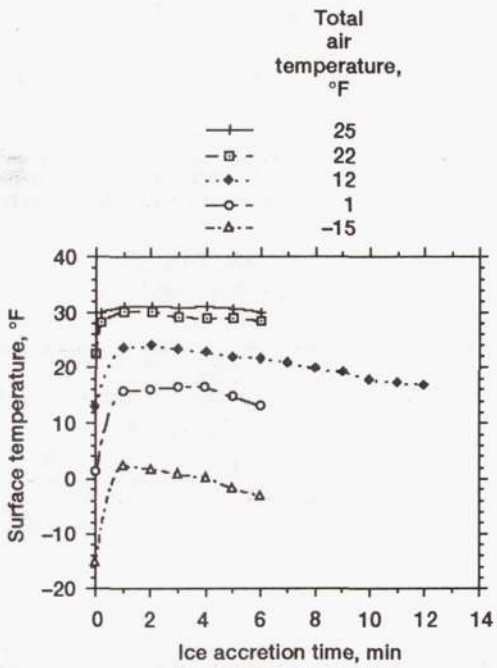 Total
air
temperature,
°F
25
22
12
1
–15
Surface temperature, °F
40
30
20
10
0
–10
–20
0 2 4 6 8 10 12 14
Ice accretion time, min